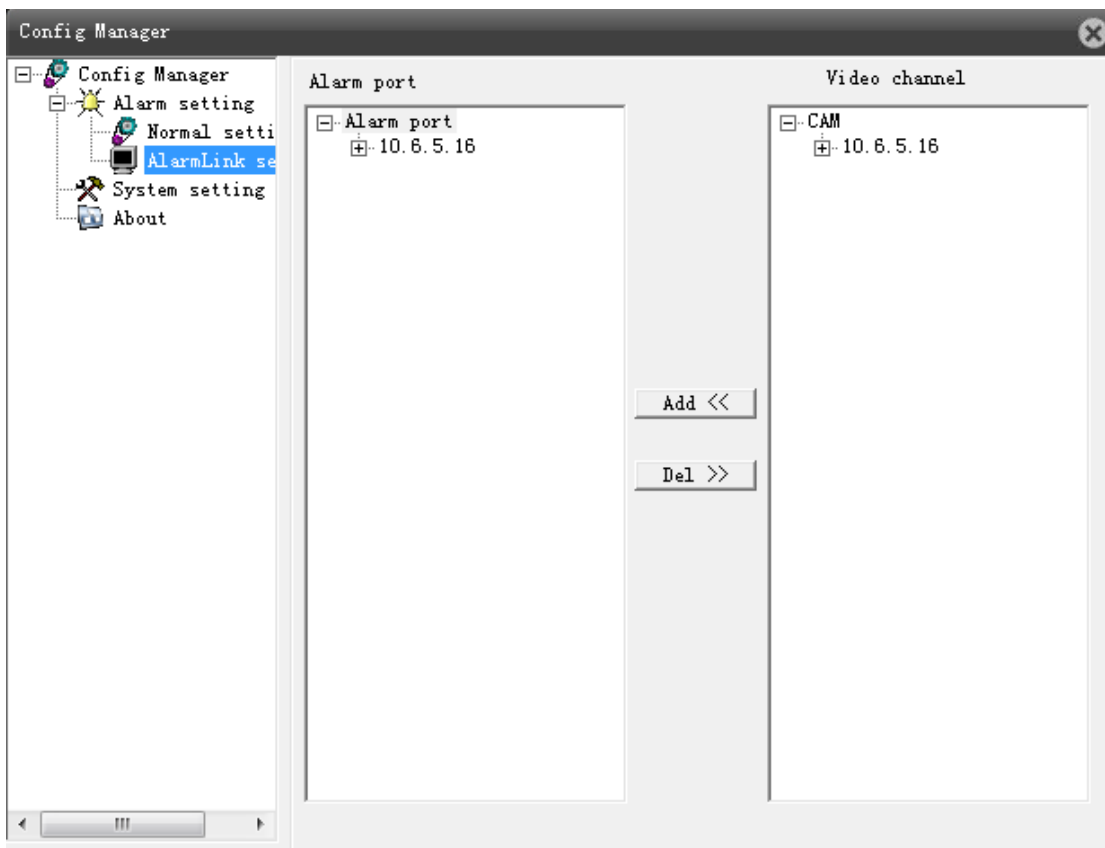 Config Manager
Config Manager
Alarm setting
Normal setti
AlarmLink se
System setting
About
Alarm port
Alarm port
10.6.5.16
Add <<
Del >>
Video channel
CAM
10.6.5.16